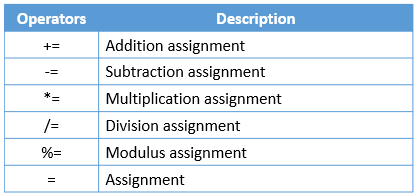 Operators Description
+= Addition assignment
-= Subtraction assignment
*= Multiplication assignment
/= Division assignment
%= Modulus assignment
= Assignment